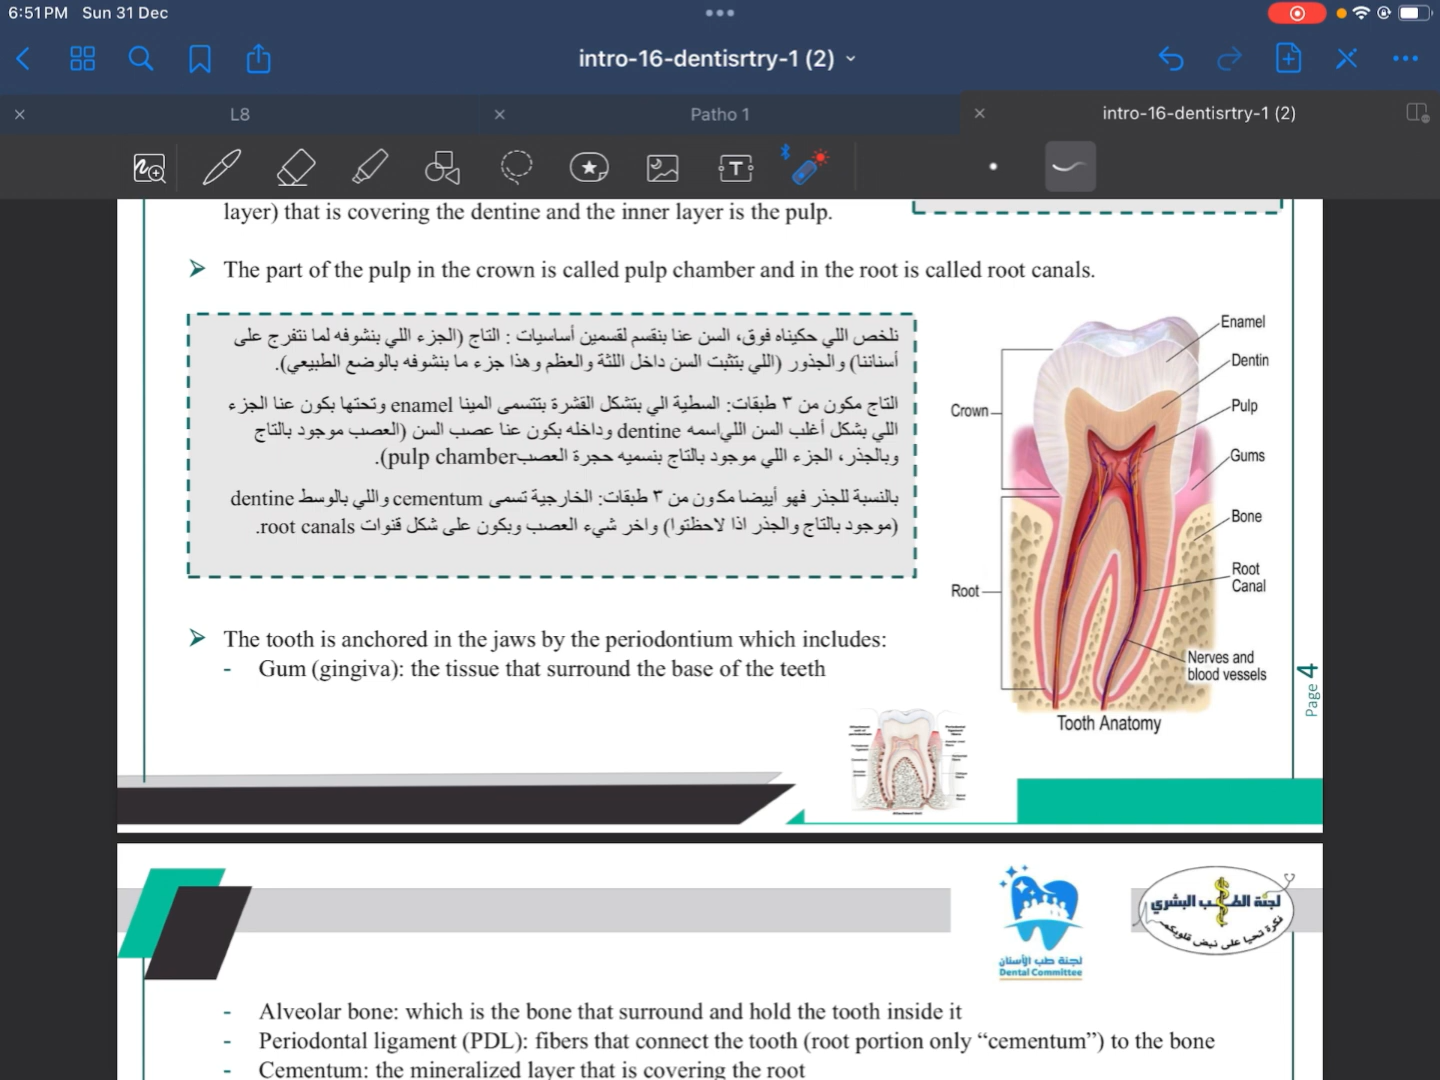 6:51 PM Sun 31 Dec
intro-16-dentisrtry-1 (2)
L8
Patho 1
intro-16-dentisrtry-1 (2)
layer) that is covering the dentine and the inner layer is the pulp.
The part of the pulp in the crown is called pulp chamber and in the root is called root canals.
نلخص اللي حكيناه فوق، السن عنا بنقسم لقسمين أساسيات : التاج (الجزء اللي بنشوفه لما نتفرج على
أسناننا) والجذور (اللي بتثبت السن داخل اللثة والعظم وهذا جزء ما بنشوفه بالوضع الطبيعي).
التاج مكون من ٣ طبقات: السطية الي بتشكل القشرة بتتسمى المينا enamel وتحتها بكون عنا الجزء
اللي بشكل أغلب السن اللي اسمه dentine وداخله بكون عنا عصب السن (العصب موجود بالتاج
وبالجذر، الجزء اللي موجود بالتاج بنسميه حجرة العصب pulp chamber).
بالنسبة للجذر فهو أييضا مكون من ٣ طبقات: الخارجية تسمى cementum واللي بالوسط dentine
(موجود بالتاج والجذر اذا لاحظتوا) واخر شيء العصب وبكون على شكل قنوات root canals.
Enamel
Dentin
Pulp
Gums
Bone
Root
Canal
Nerves and
blood vessels
Crown
Root
Tooth Anatomy
The tooth is anchored in the jaws by the periodontium which includes:
- Gum (gingiva): the tissue that surround the base of the teeth
Page 4
لجنة طب الأسنان
Dental Committee
لجنة الطب البشري
فكرة تحيا على نبض قلوبكم
- Alveolar bone: which is the bone that surround and hold the tooth inside it
- Periodontal ligament (PDL): fibers that connect the tooth (root portion only “cementum”) to the bone
- Cementum: the mineralized layer that is covering the root